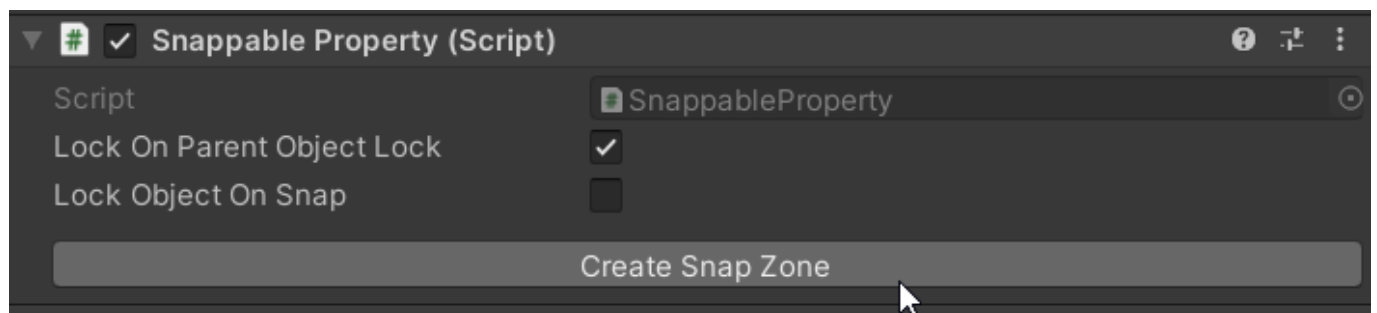 # Snappable Property (Script)
Script # SnappableProperty
Lock On Parent Object Lock
Lock Object On Snap
Create Snap Zone